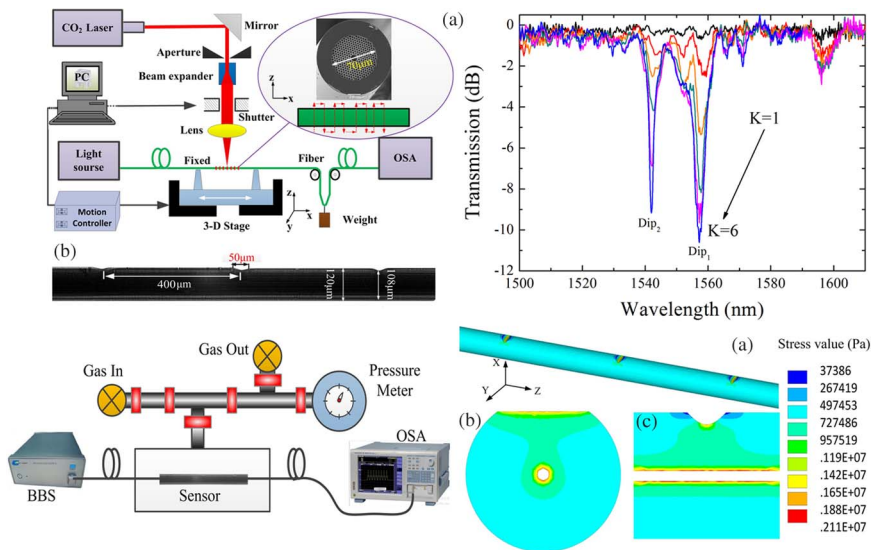 (a)
CO2 Laser
Mirror
Aperture
Beam expander
70μm
z
x
PC
Shutter
Lens
Light
sourse
Fixed
Fiber
OSA
Motion
Controller
3-D Stage
z
x
y
Weight
(b)
50μm
400μm
120μm
108μm
Transmission (dB)
0
-2
-4
-6
-8
-10
-12
K=1
K=6
Dip2
Dip1
1500
1520
1540
1560
1580
1600
Wavelength (nm)
Gas Out
Gas In
Pressure
Meter
OSA
BBS
Sensor
(a)
X
Y
Z
(b)
(c)
Stress value (Pa)
37386
267419
497453
727486
957519
.119E+07
.142E+07
.165E+07
.188E+07
.211E+07